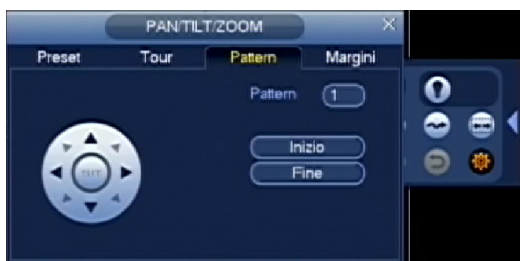 PAN/TILT/ZOOM
Preset Tour Pattern Margini
Pattern 1
Inizio
Fine